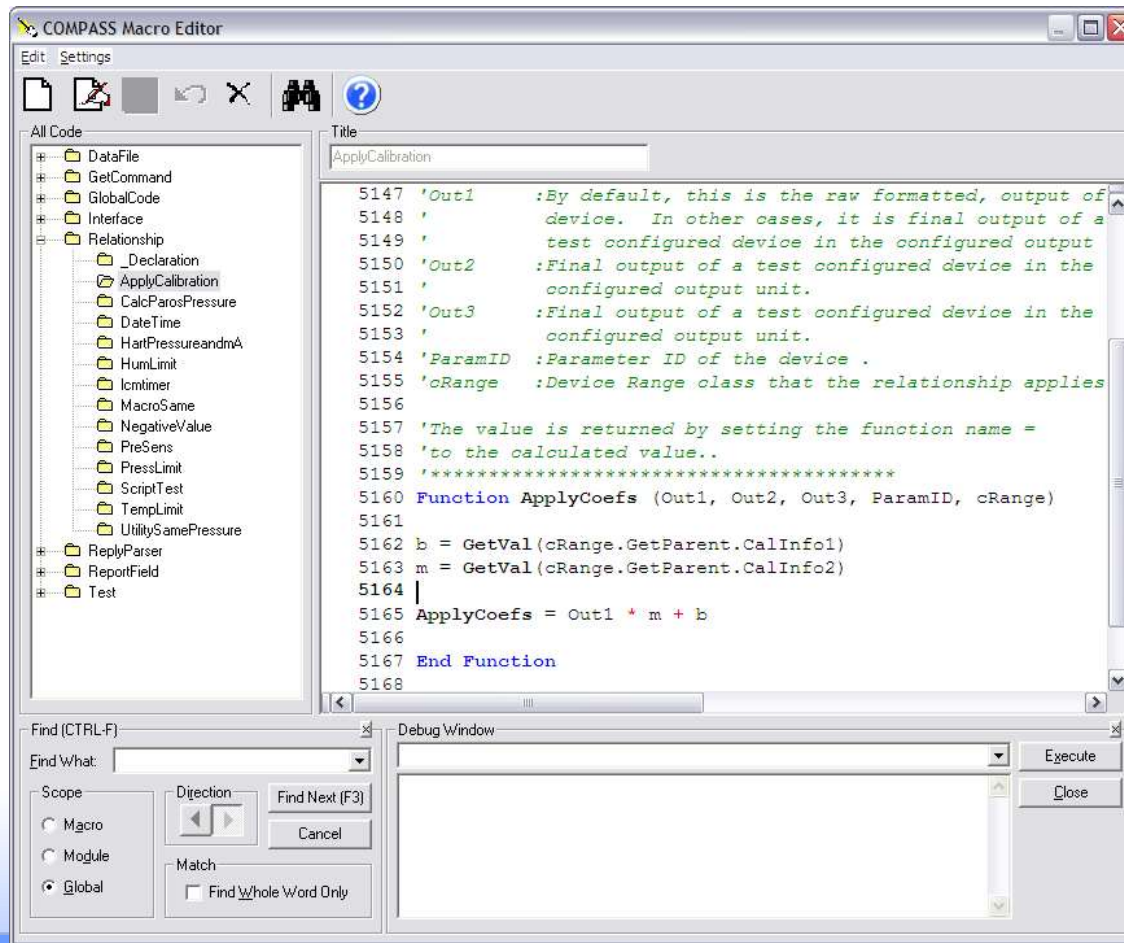 COMPASS Macro Editor
Edit Settings
All Code
DataFile
GetCommand
GlobalCode
Interface
Relationship
_Declaration
ApplyCalibration
CalcParosPressure
DateTime
HartPressureandmA
HumLimit
Icmtimer
MacroSame
NegativeValue
PreSens
PressLimit
ScriptTest
TempLimit
UtilitySamePressure
ReplyParser
ReportField
Test
Title
ApplyCalibration
5147 'Out1 :By default, this is the raw formatted, output of
5148 ' device. In other cases, it is final output of a
5149 ' test configured device in the configured output
5150 'Out2 :Final output of a test configured device in the
5151 ' configured output unit.
5152 'Out3 :Final output of a test configured device in the
5153 ' configured output unit.
5154 'ParamID :Parameter ID of the device .
5155 'cRange :Device Range class that the relationship applies
5156
5157 'The value is returned by setting the function name =
5158 'to the calculated value..
5159 '****************************************
5160 Function ApplyCoefs (Out1, Out2, Out3, ParamID, cRange)
5161
5162 b = GetVal(cRange.GetParent.CalInfo1)
5163 m = GetVal(cRange.GetParent.CalInfo2)
5164
5165 ApplyCoefs = Out1 * m + b
5166
5167 End Function
5168
Find (CTRL-F)
Find What:
Scope
Macro
Module
Global
Direction
Find Next (F3)
Cancel
Match
Find Whole Word Only
Debug Window
Execute
Close